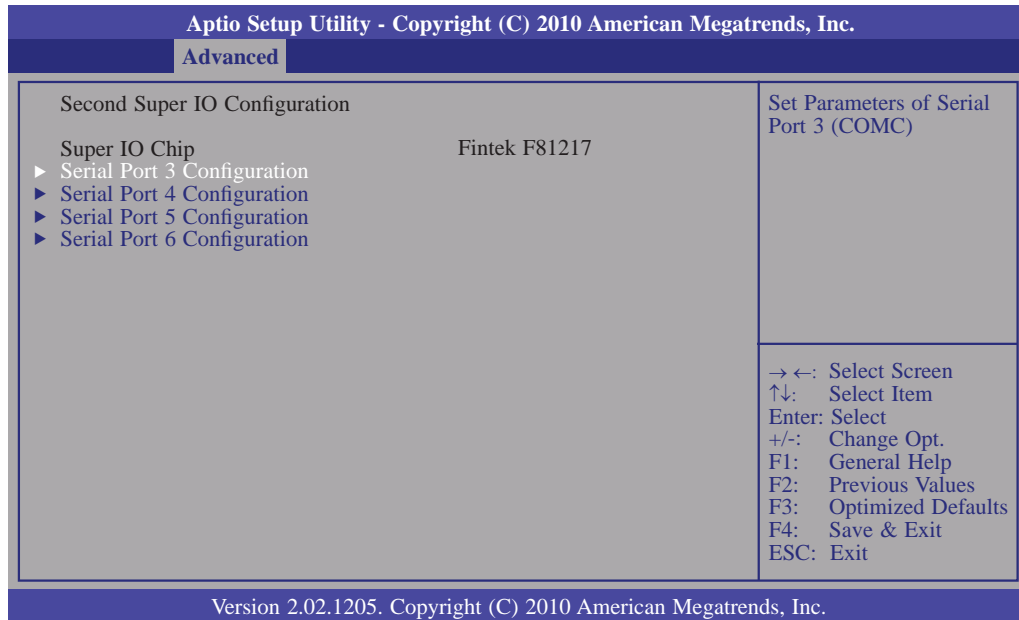 Aptio Setup Utility - Copyright (C) 2010 American Megatrends, Inc.
Advanced
Second Super IO Configuration
Super IO Chip Fintek F81217
► Serial Port 3 Configuration
► Serial Port 4 Configuration
► Serial Port 5 Configuration
► Serial Port 6 Configuration
Set Parameters of Serial
Port 3 (COMC)
→ ←: Select Screen
↑↓: Select Item
Enter: Select
+/-: Change Opt.
F1: General Help
F2: Previous Values
F3: Optimized Defaults
F4: Save & Exit
ESC: Exit
Version 2.02.1205. Copyright (C) 2010 American Megatrends, Inc.